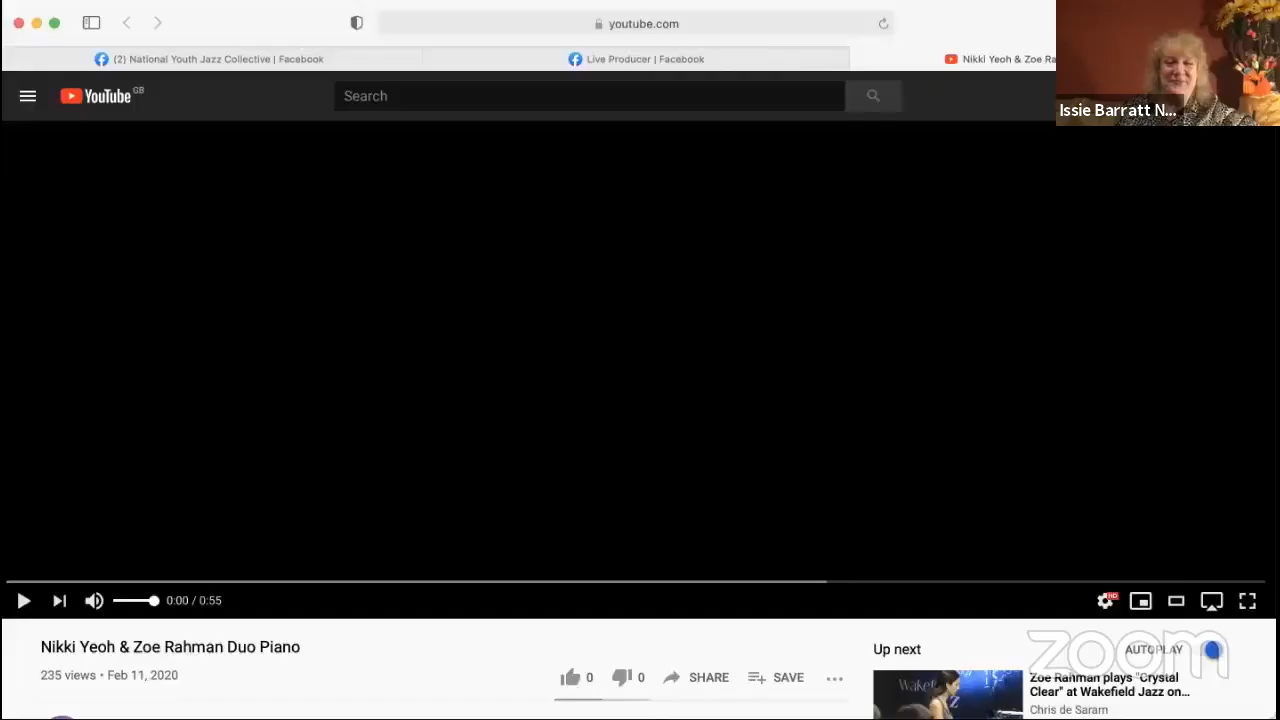 youtube.com
(2) National Youth Jazz Collective | Facebook
Live Producer | Facebook
Nikki Yeoh & Zoe Ra
Issie Barratt N...
YouTube GB
Search
0:00 / 0:55
HD
Nikki Yeoh & Zoe Rahman Duo Piano
235 views • Feb 11, 2020
0
0
SHARE
SAVE
Up next
AUTOPLAY
zoom
Zoe Rahman plays "Crystal
Clear" at Wakefield Jazz on...
Chris de Saram
Wakef